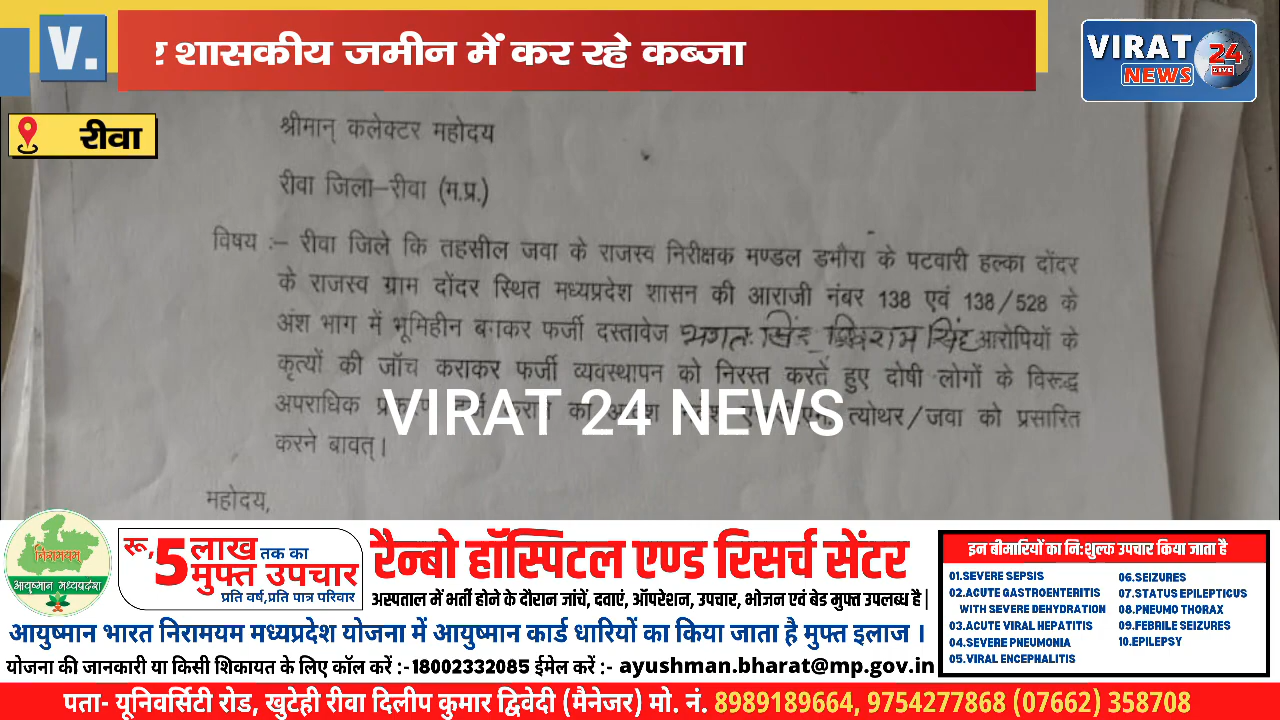 V.
शासकीय जमीन में कर रहे कब्जा
VIRAT
NEWS
24
LIVE
रीवा
श्रीमान् कलेक्टर महोदय
रीवा जिला–रीवा (म.प्र.)
विषय :– रीवा जिले कि तहसील जवा के राजस्व निरीक्षक मण्डल डभौरा के पटवारी हल्का दोंदर
के राजस्व ग्राम दोंदर स्थित मध्यप्रदेश शासन की आराजी नंबर 138 एवं 138/528 के
अंश भाग में भूमिहीन बनकर फर्जी दस्तावेज भगत सिंह शिवराम सिंह आरोपियों के
कृत्यों की जॉच कराकर फर्जी व्यवस्थापन को निरस्त करते हुए दोषी लोगों के विरूद्ध
अपराधिक त्योथर/जवा को प्रसारित
VIRAT 24 NEWS
करने बावत्।
महोदय,
निरामयम
आयुष्मान मध्यप्रदेश
रू.5 लाख तक का
मुफ्त उपचार
प्रति वर्ष,प्रति पात्र परिवार
रैन्बो हॉस्पिटल एण्ड रिसर्च सेंटर
अस्पताल में भर्ती होने के दौरान जांचें, दवाएं, ऑपरेशन, उपचार, भोजन एवं बेड मुफ्त उपलब्ध है|
आयुष्मान भारत निरामयम मध्यप्रदेश योजना में आयुष्मान कार्ड धारियों का किया जाता है मुफ्त इलाज ।
योजना की जानकारी या किसी शिकायत के लिए कॉल करें :-18002332085 ईमेल करें :- ayushman.bharat@mp.gov.in
इन बीमारियों का नि:शुल्क उपचार किया जाता है
01.SEVERE SEPSIS
02.ACUTE GASTROENTERITIS
WITH SEVERE DEHYDRATION
03.ACUTE VIRAL HEPATITIS
04.SEVERE PNEUMONIA
05.VIRAL ENCEPHALITIS
06.SEIZURES
07.STATUS EPILEPTICUS
08.PNEUMO THORAX
09.FEBRILE SEIZURES
10.EPILEPSY
पता- यूनिवर्सिटी रोड, खुटेही रीवा दिलीप कुमार द्विवेदी (मैनेजर) मो. नं. 8989189664, 9754277868 (07662) 358708